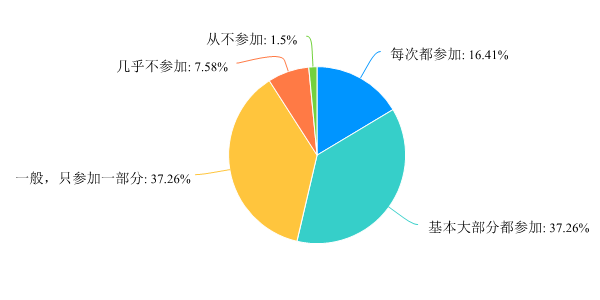 从不参加: 1.5%
每次都参加: 16.41%
几乎不参加: 7.58%
一般，只参加一部分: 37.26%
基本大部分都参加: 37.26%